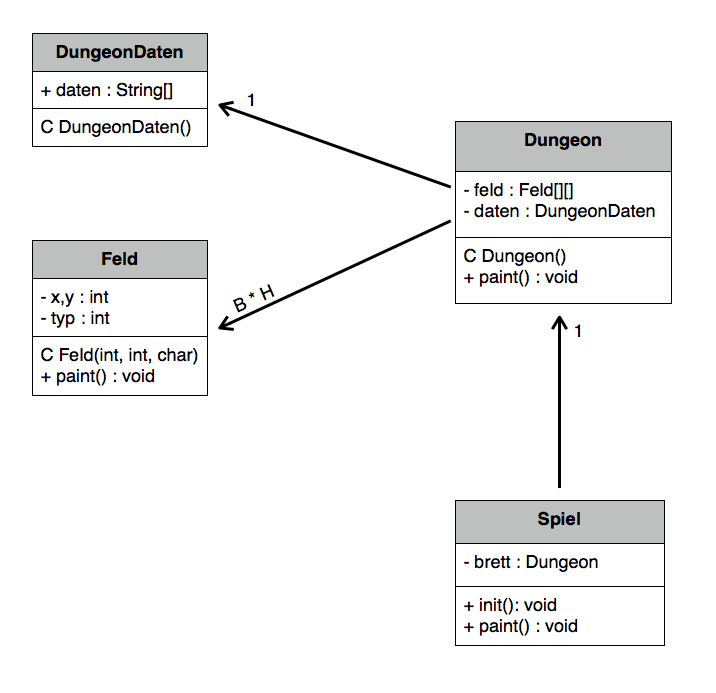 DungeonDaten
+ daten : String[]
C DungeonDaten()
1
Dungeon
- feld : Feld[][]
- daten : DungeonDaten
C Dungeon()
+ paint() : void
Feld
- x,y : int
- typ : int
C Feld(int, int, char)
+ paint() : void
B * H
1
Spiel
- brett : Dungeon
+ init(): void
+ paint() : void